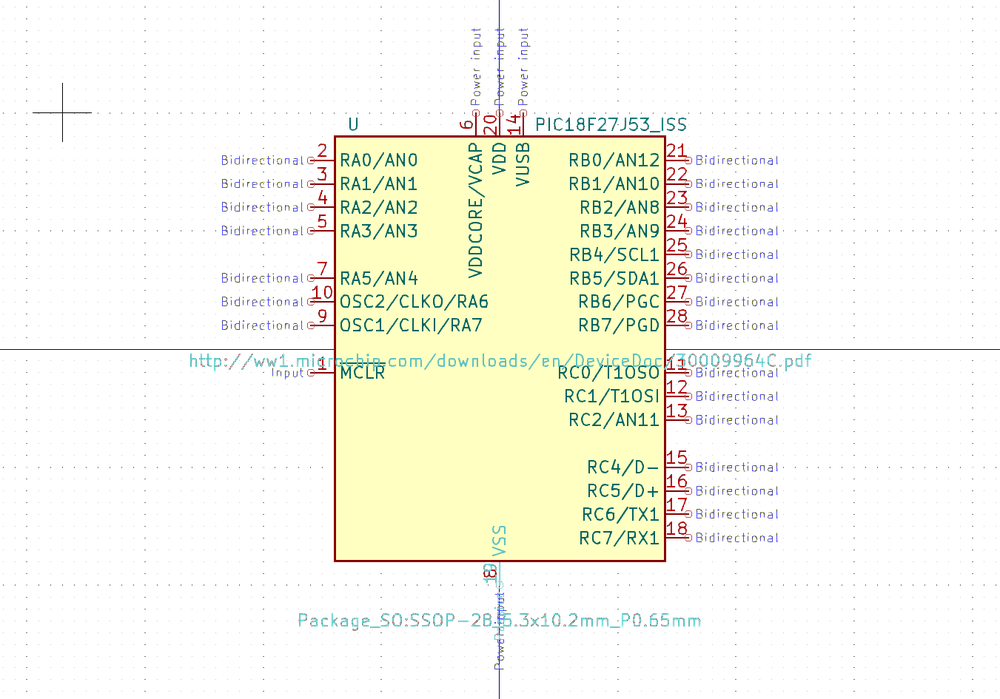 Power input Power input Power input
6 20 14
U PIC18F27J53_ISS
VDDCORE/VCAP VDD VUSB
Bidirectional 2 RA0/AN0 RB0/AN12 21 Bidirectional
Bidirectional 3 RA1/AN1 RB1/AN10 22 Bidirectional
Bidirectional 4 RA2/AN2 RB2/AN8 23 Bidirectional
Bidirectional 5 RA3/AN3 RB3/AN9 24 Bidirectional
RB4/SCL1 25 Bidirectional
Bidirectional 7 RA5/AN4 RB5/SDA1 26 Bidirectional
Bidirectional 10 OSC2/CLKO/RA6 RB6/PGC 27 Bidirectional
Bidirectional 9 OSC1/CLKI/RA7 RB7/PGD 28 Bidirectional
http://ww1.microchip.com/downloads/en/DeviceDoc/30009964C.pdf
Input 1 MCLR RC0/T1OSO 11 Bidirectional
RC1/T1OSI 12 Bidirectional
RC2/AN11 13 Bidirectional
RC4/D- 15 Bidirectional
RC5/D+ 16 Bidirectional
RC6/TX1 17 Bidirectional
RC7/RX1 18 Bidirectional
VSS
8
Package_SO:SSOP-28_5.3x10.2mm_P0.65mm
Power input